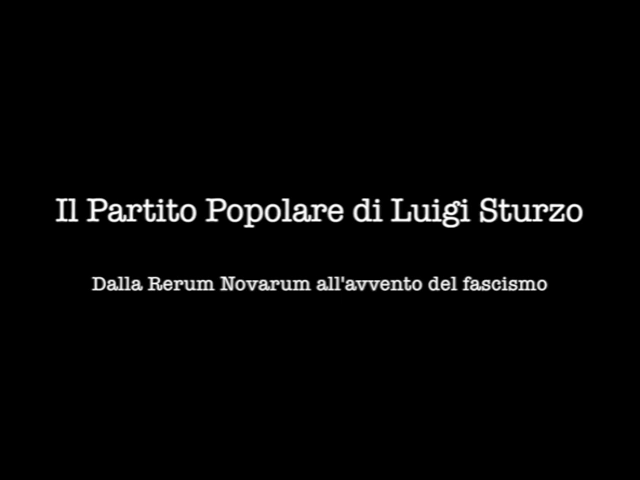 Il Partito Popolare di Luigi Sturzo
Dalla Rerum Novarum all'avvento del fascismo